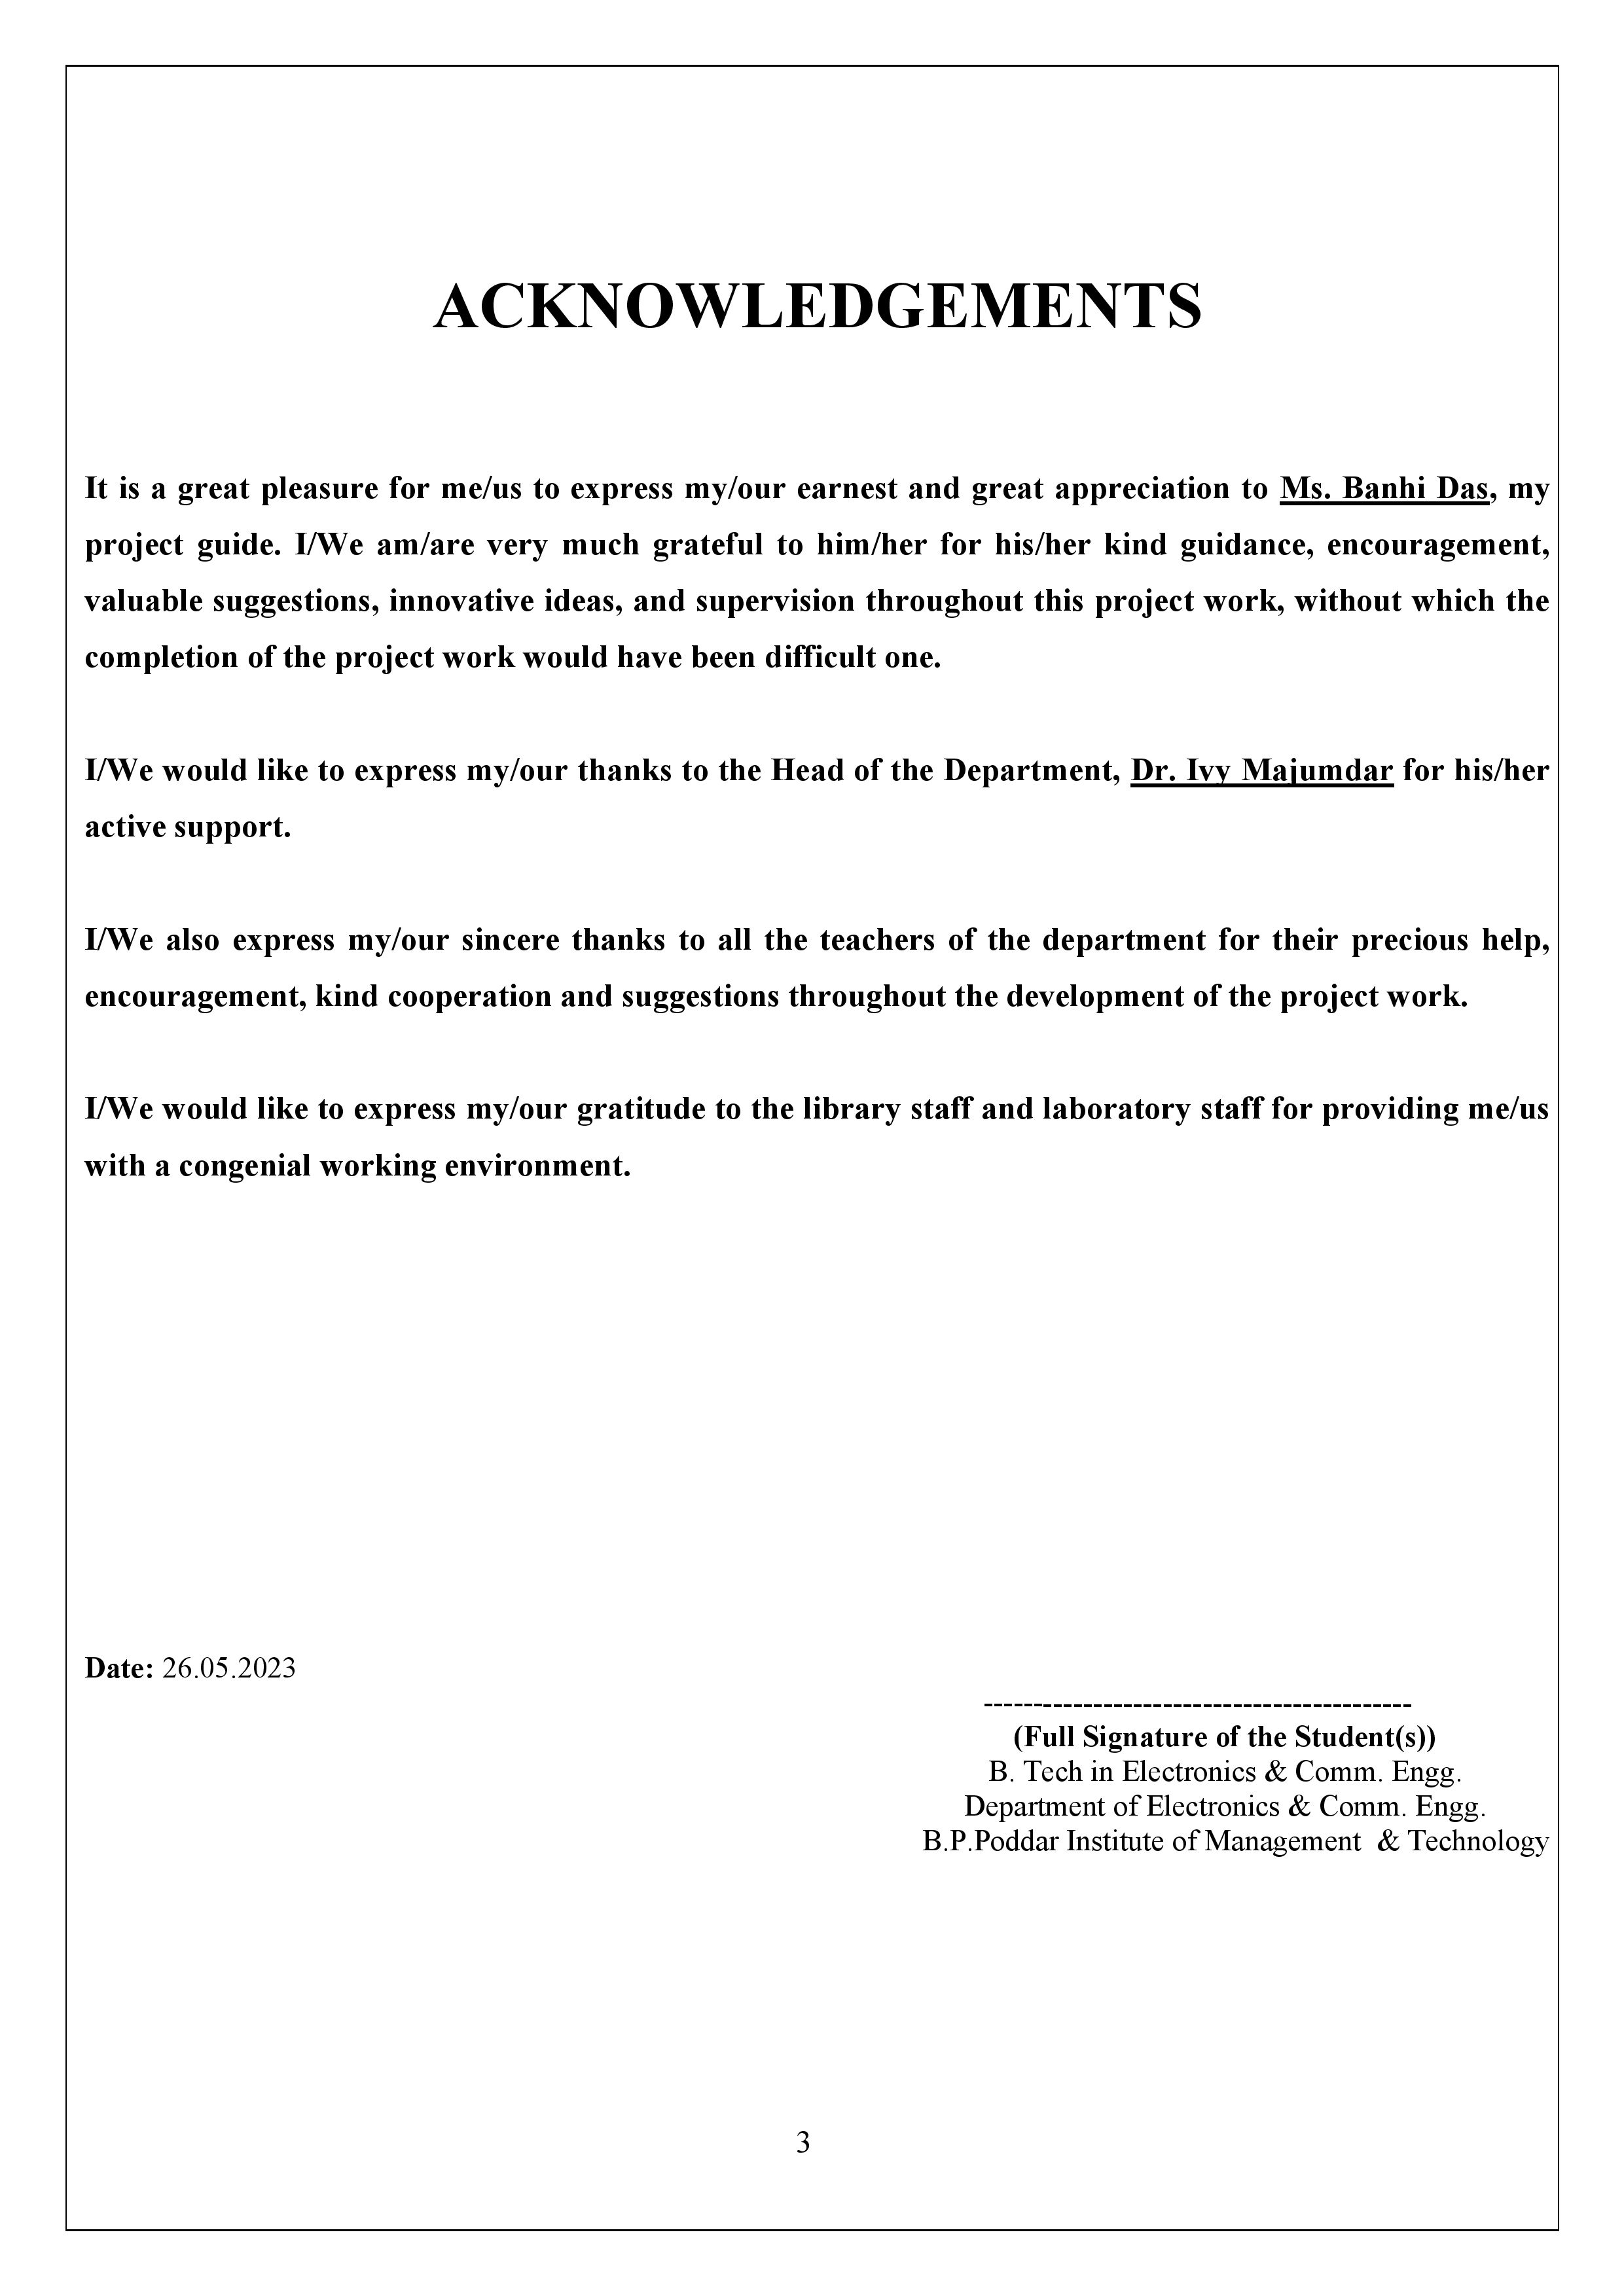 ACKNOWLEDGEMENTS
It is a great pleasure for me/us to express my/our earnest and great appreciation to Ms. Banhi Das, my
project guide. I/We am/are very much grateful to him/her for his/her kind guidance, encouragement,
valuable suggestions, innovative ideas, and supervision throughout this project work, without which the
completion of the project work would have been difficult one.
I/We would like to express my/our thanks to the Head of the Department, Dr. Ivy Majumdar for his/her
active support.
I/We also express my/our sincere thanks to all the teachers of the department for their precious help,
encouragement, kind cooperation and suggestions throughout the development of the project work.
I/We would like to express my/our gratitude to the library staff and laboratory staff for providing me/us
with a congenial working environment.
Date: 26.05.2023
-------------------------------------------
(Full Signature of the Student(s))
B. Tech in Electronics & Comm. Engg.
Department of Electronics & Comm. Engg.
B.P.Poddar Institute of Management  & Technology
3